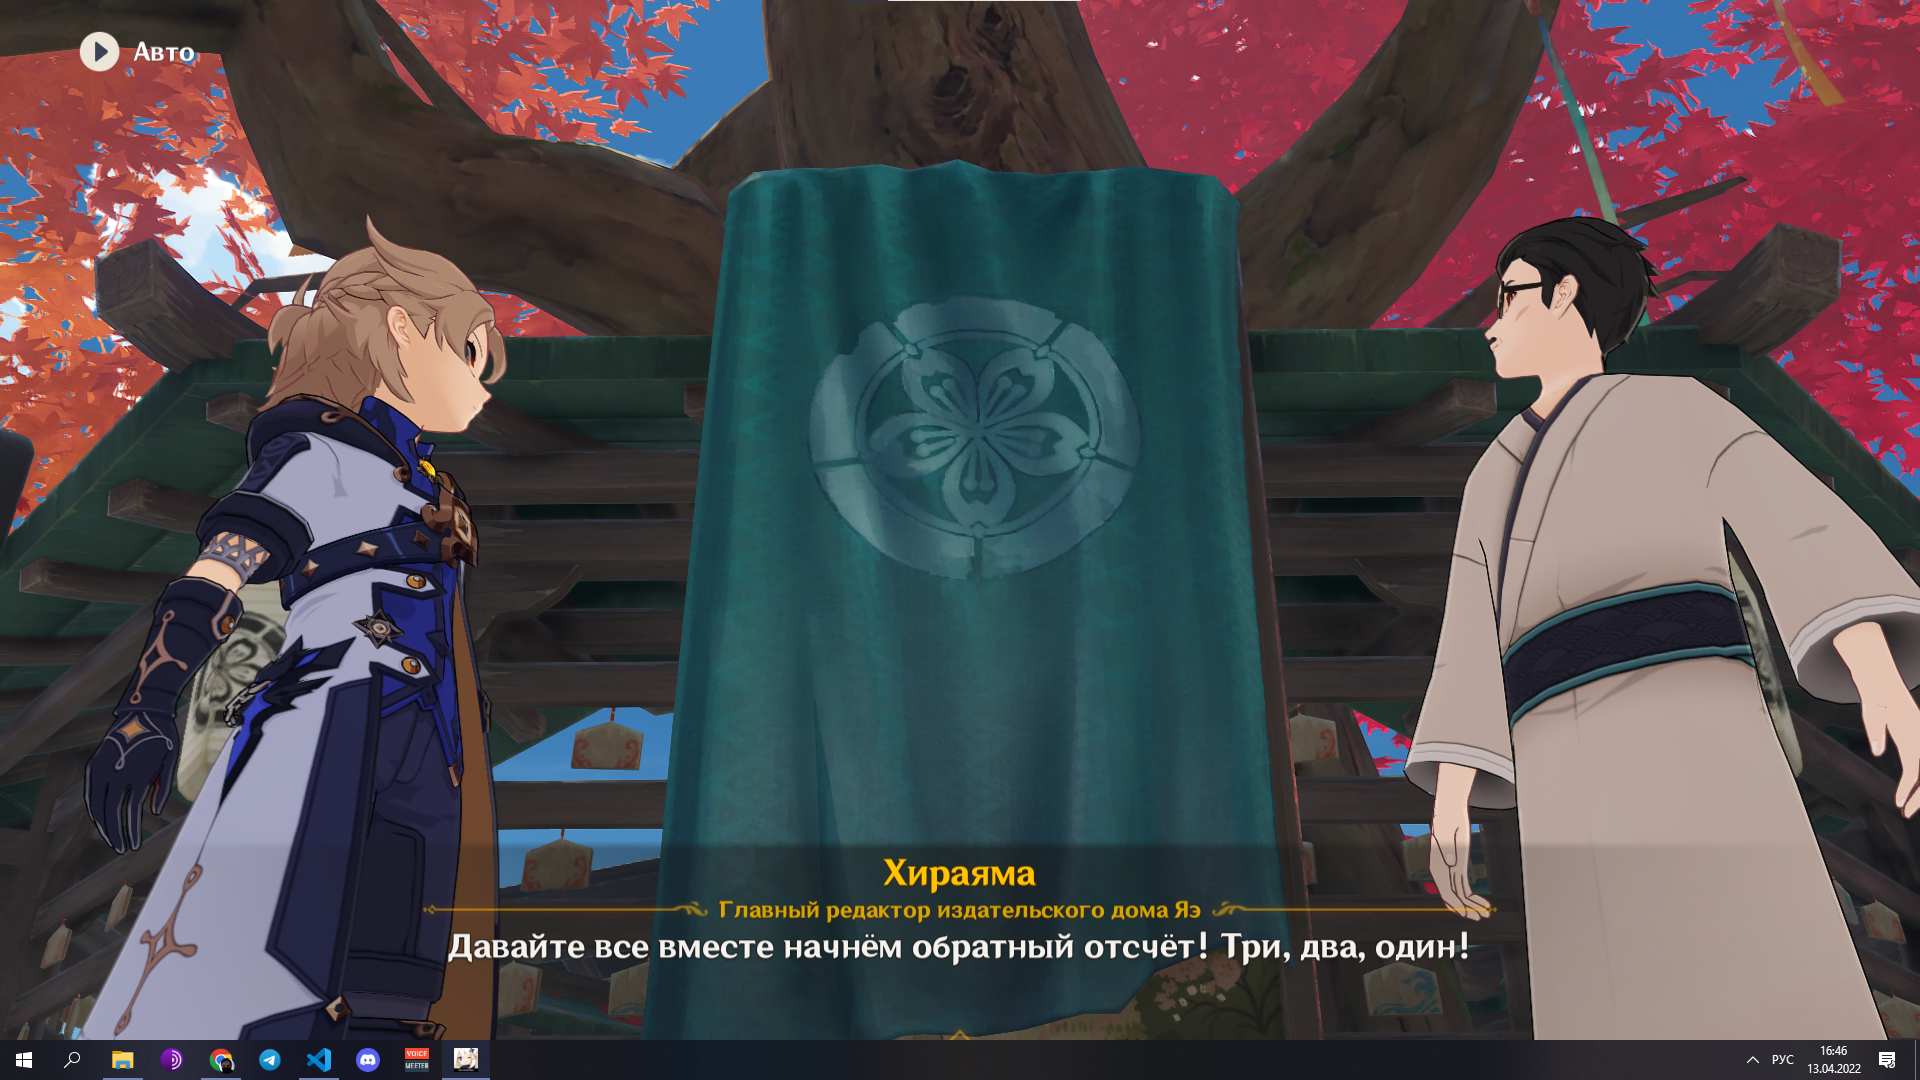 Авто
Хираяма
Главный редактор издательского дома Яэ
Давайте все вместе начнём обратный отсчёт! Три, два, один!
VOICE
MEETER
РУС
16:46
13.04.2022